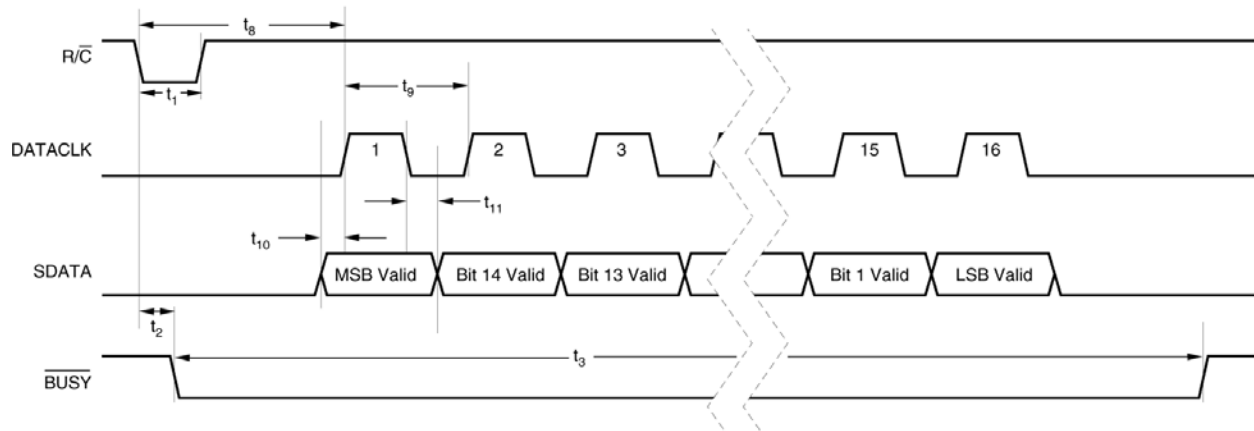 t8
R/C̅
t1
t9
DATACLK
1
2
3
15
16
t11
t10
SDATA
MSB Valid
Bit 14 Valid
Bit 13 Valid
Bit 1 Valid
LSB Valid
t2
t3
B̅U̅S̅Y̅